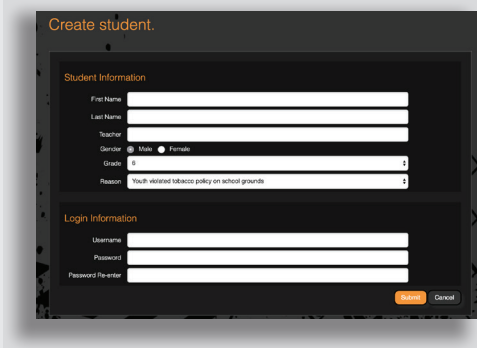 Create student.
Student Information
First Name
Last Name
Teacher
Gender Male Female
Grade 6
Reason Youth violated tobacco policy on school grounds
Login Information
Username
Password
Password Re-enter
Submit Cancel